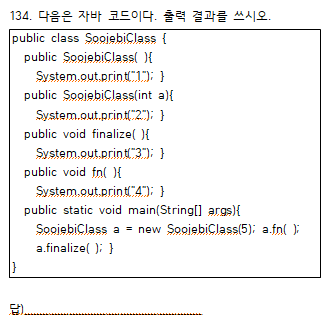 134. 다음은 자바 코드이다. 출력 결과를 쓰시오.
public class SoojebiClass {
public SoojebiClass( ){
System.out.print("1"); }
public SoojebiClass(int a){
System.out.print("2"); }
public void finalize( ){
System.out.print("3"); }
public void fn( ){
System.out.print("4"); }
public static void main(String[] args){
SoojebiClass a = new SoojebiClass(5); a.fn( );
a.finalize( ); }
}
답)